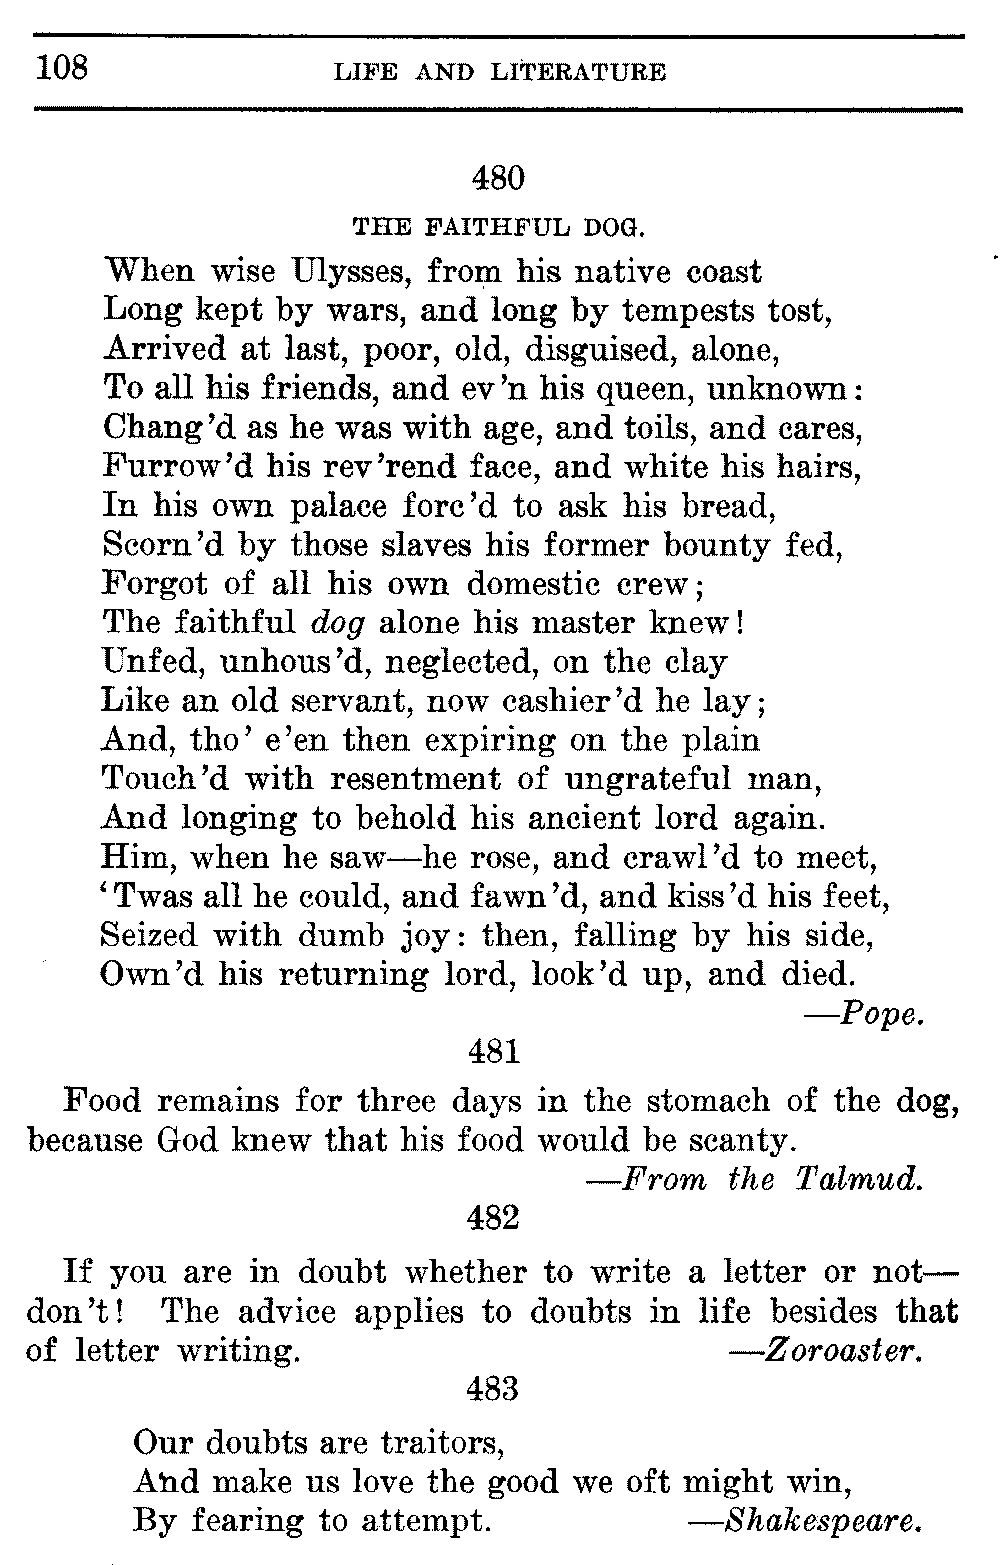 108 LIFE AND LITERATURE
480
THE FAITHFUL DOG.
When wise Ulysses, from his native coast
Long kept by wars, and long by tempests tost,
Arrived at last, poor, old, disguised, alone,
To all his friends, and ev'n his queen, unknown:
Chang'd as he was with age, and toils, and cares,
Furrow'd his rev'rend face, and white his hairs,
In his own palace forc'd to ask his bread,
Scorn'd by those slaves his former bounty fed,
Forgot of all his own domestic crew;
The faithful dog alone his master knew!
Unfed, unhous'd, neglected, on the clay
Like an old servant, now cashier'd he lay;
And, tho' e'en then expiring on the plain
Touch'd with resentment of ungrateful man,
And longing to behold his ancient lord again.
Him, when he saw—he rose, and crawl'd to meet,
‘Twas all he could, and fawn'd, and kiss'd his feet,
Seized with dumb joy: then, falling by his side,
Own'd his returning lord, look'd up, and died.
—Pope.
481
Food remains for three days in the stomach of the dog,
because God knew that his food would be scanty.
—From the Talmud.
482
If you are in doubt whether to write a letter or not—
don't! The advice applies to doubts in life besides that
of letter writing. —Zoroaster.
483
Our doubts are traitors,
And make us love the good we oft might win,
By fearing to attempt. —Shakespeare.